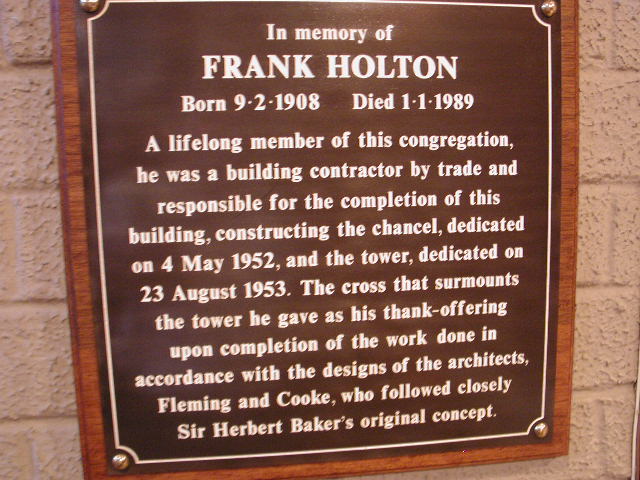 In memory of
FRANK HOLTON
Born 9·2·1908 Died 1·1·1989
A lifelong member of this congregation,
he was a building contractor by trade and
responsible for the completion of this
building, constructing the chancel, dedicated
on 4 May 1952, and the tower, dedicated on
23 August 1953. The cross that surmounts
the tower he gave as his thank-offering
upon completion of the work done in
accordance with the designs of the architects,
Fleming and Cooke, who followed closely
Sir Herbert Baker's original concept.